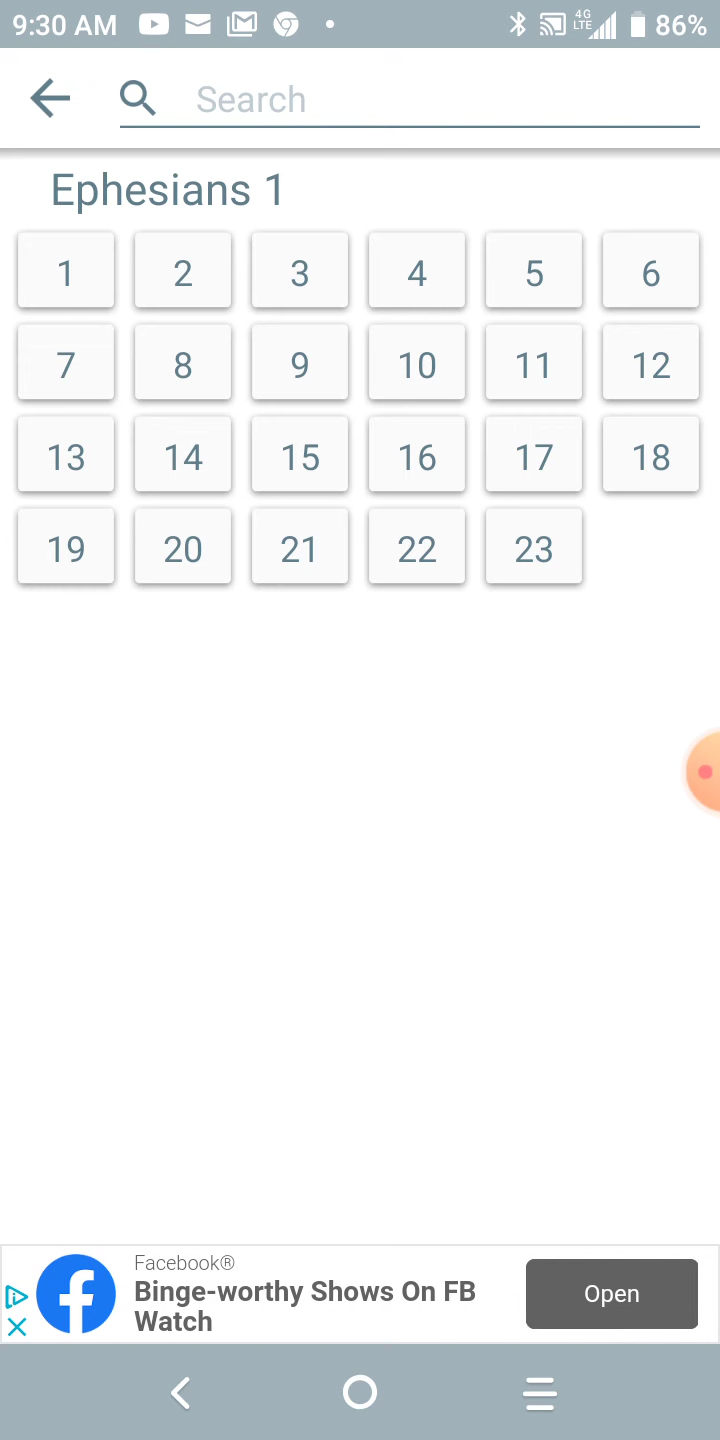 9:30 AM 4G LTE 86%
Search
Ephesians 1
1 2 3 4 5 6
7 8 9 10 11 12
13 14 15 16 17 18
19 20 21 22 23
Facebook®
Binge-worthy Shows On FB
Watch
Open